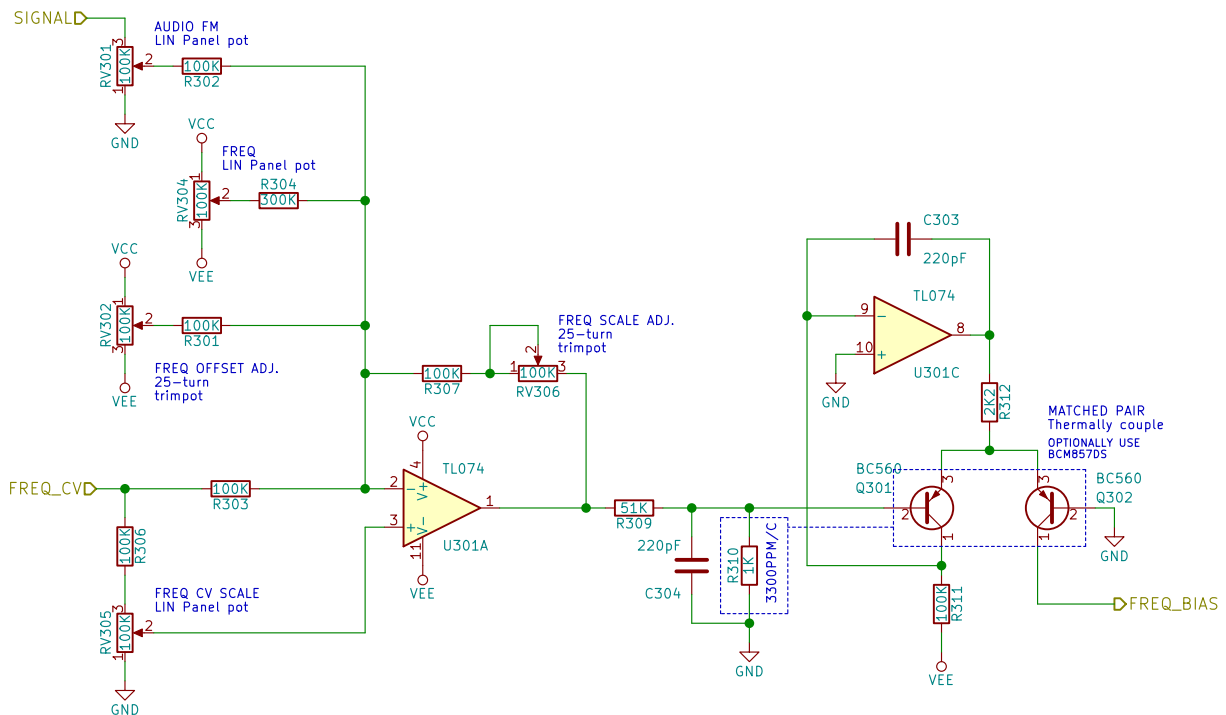 SIGNAL
AUDIO FM
LIN Panel pot
RV301
100K
3
2
1
100K
R302
GND
VCC
FREQ
LIN Panel pot
RV304
100K
1
2
3
R304
300K
VEE
VCC
RV302
100K
1
2
3
100K
R301
FREQ OFFSET ADJ.
25-turn
trimpot
VEE
FREQ SCALE ADJ.
25-turn
trimpot
100K
R307
1
2
3
100K
RV306
FREQ_CV
100K
R303
VCC
TL074
4
V+
2
-
3
+
V-
11
1
U301A
VEE
100K
R306
FREQ CV SCALE
LIN Panel pot
RV305
100K
3
2
1
GND
51K
R309
220pF
C304
R310
1K
3300PPM/C
GND
C303
220pF
TL074
9
-
10
+
8
U301C
GND
2K2
R312
MATCHED PAIR
Thermally couple
OPTIONALLY USE
BCM857DS
BC560
Q301
3
2
1
BC560
Q302
3
2
1
GND
100K
R311
VEE
FREQ_BIAS